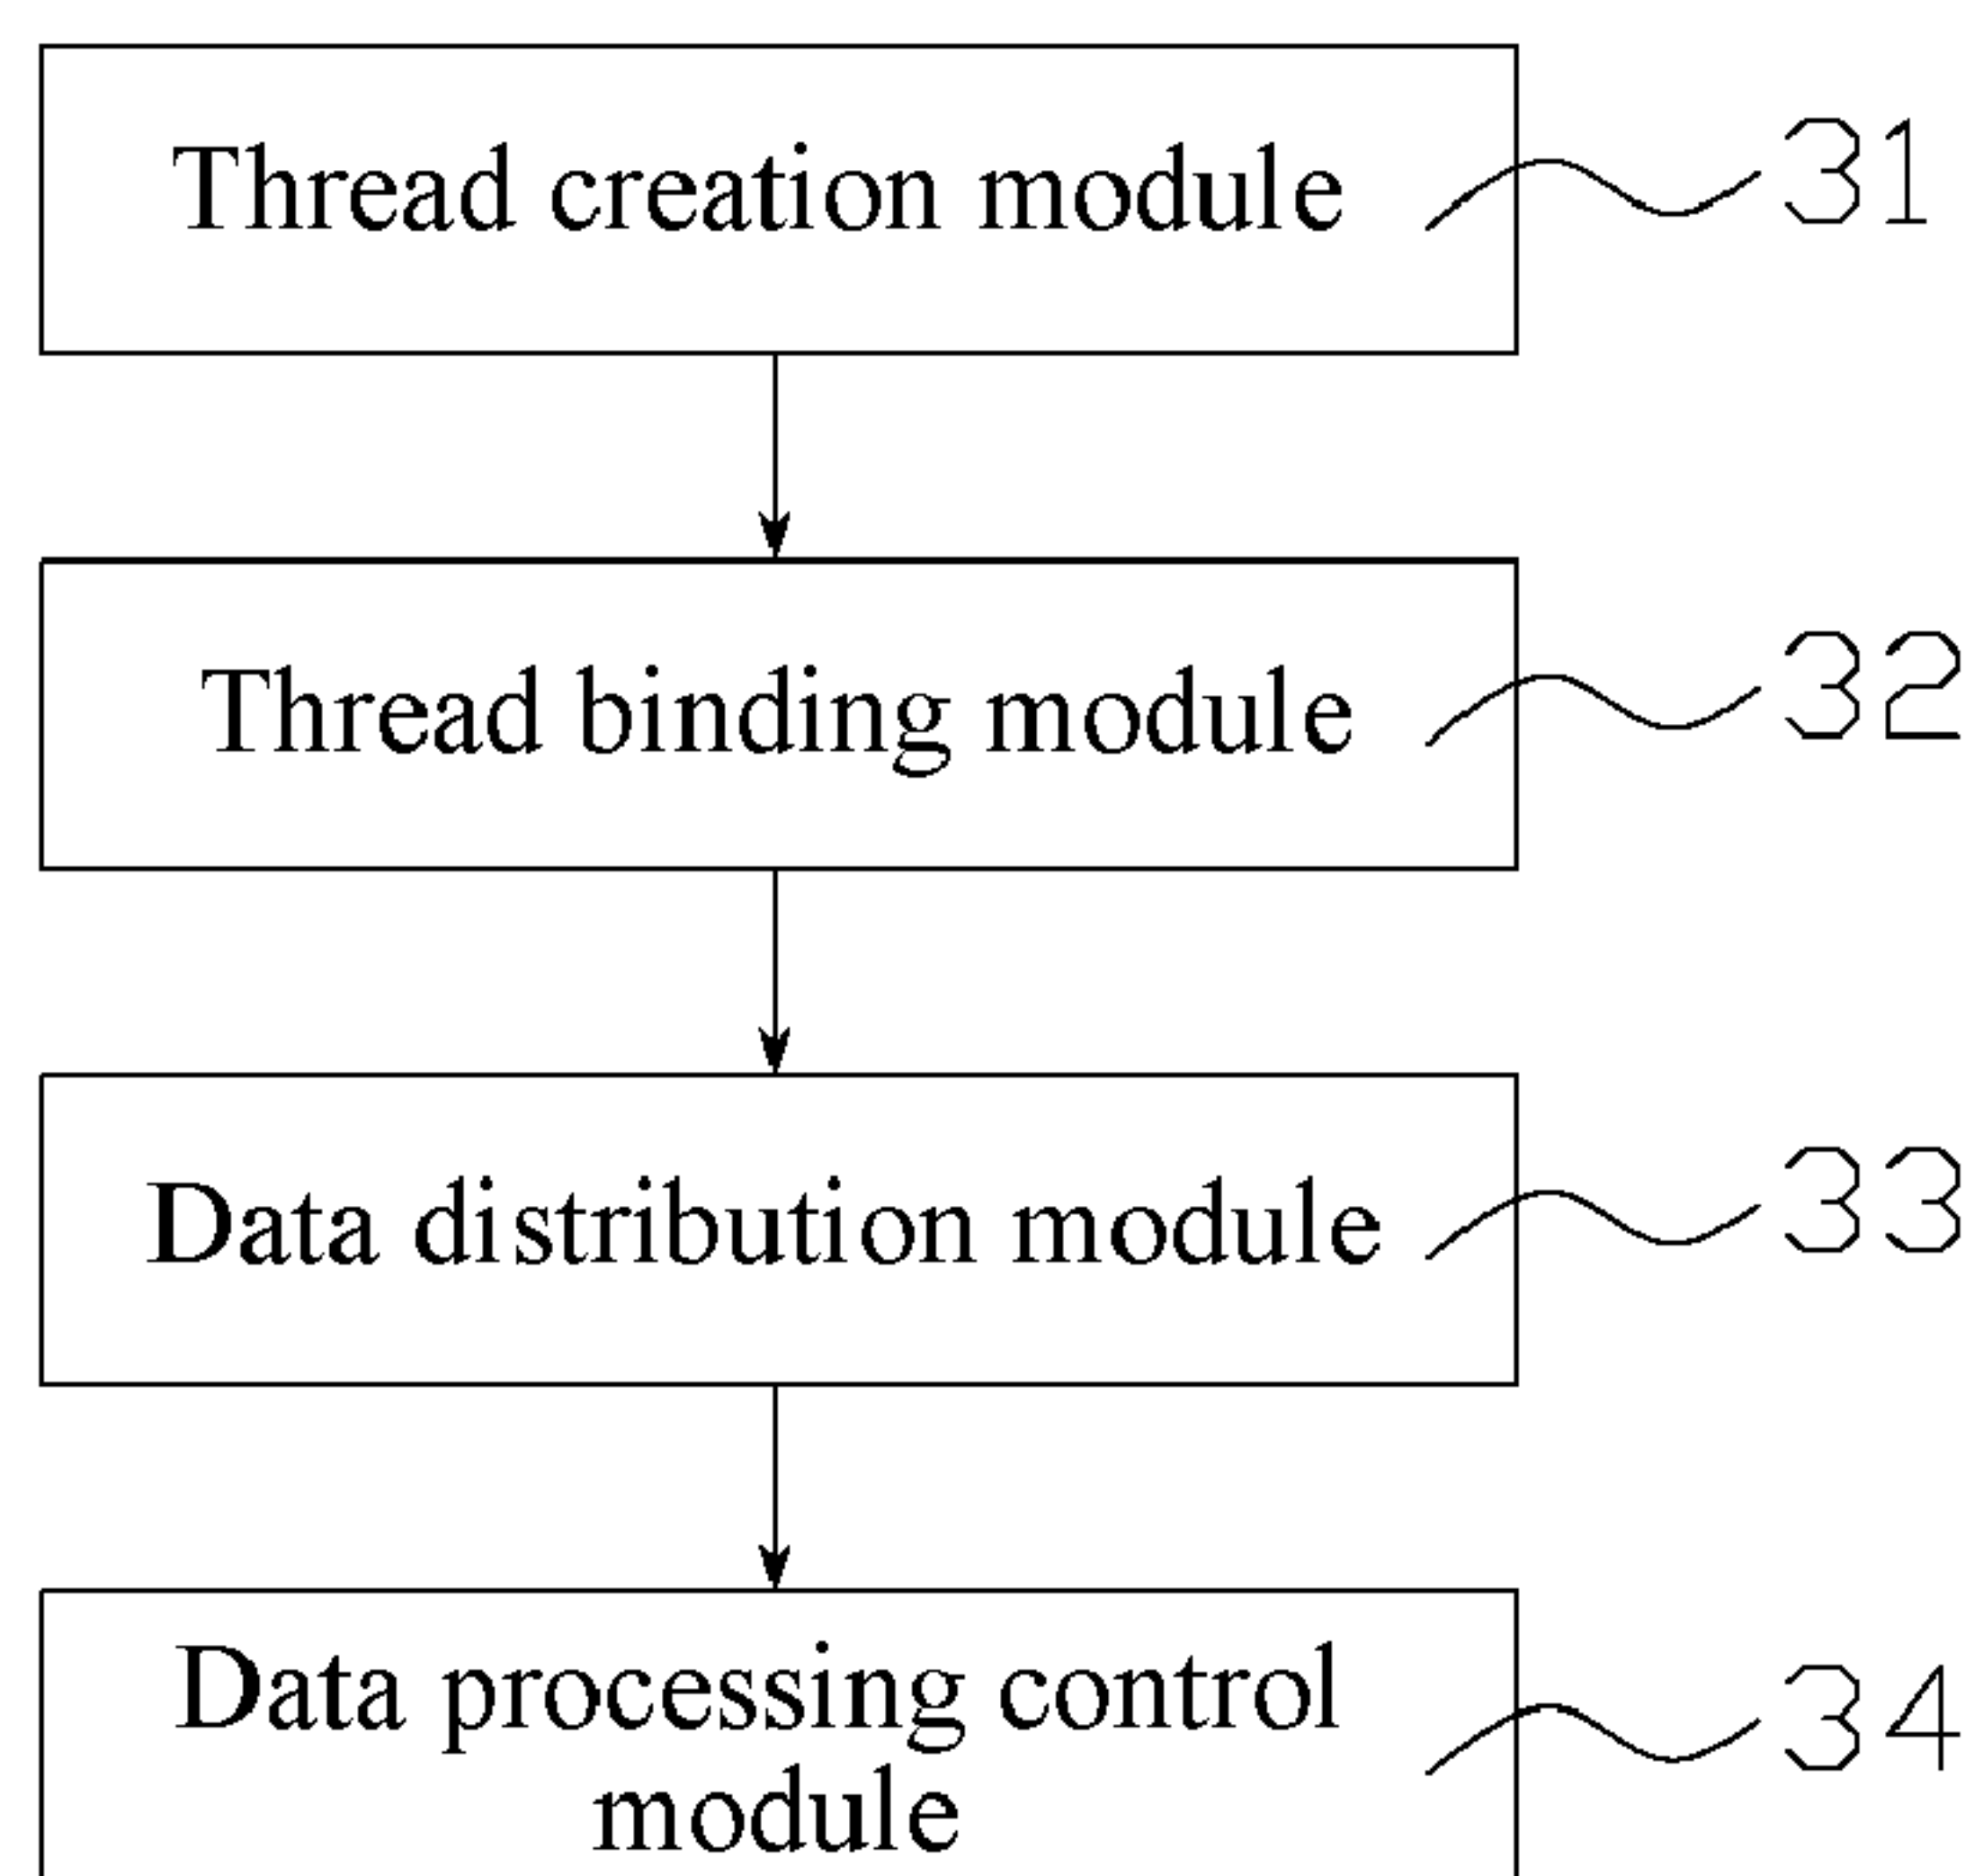 Thread creation module 31
Thread binding module 32
Data distribution module 33
Data processing control 34
module